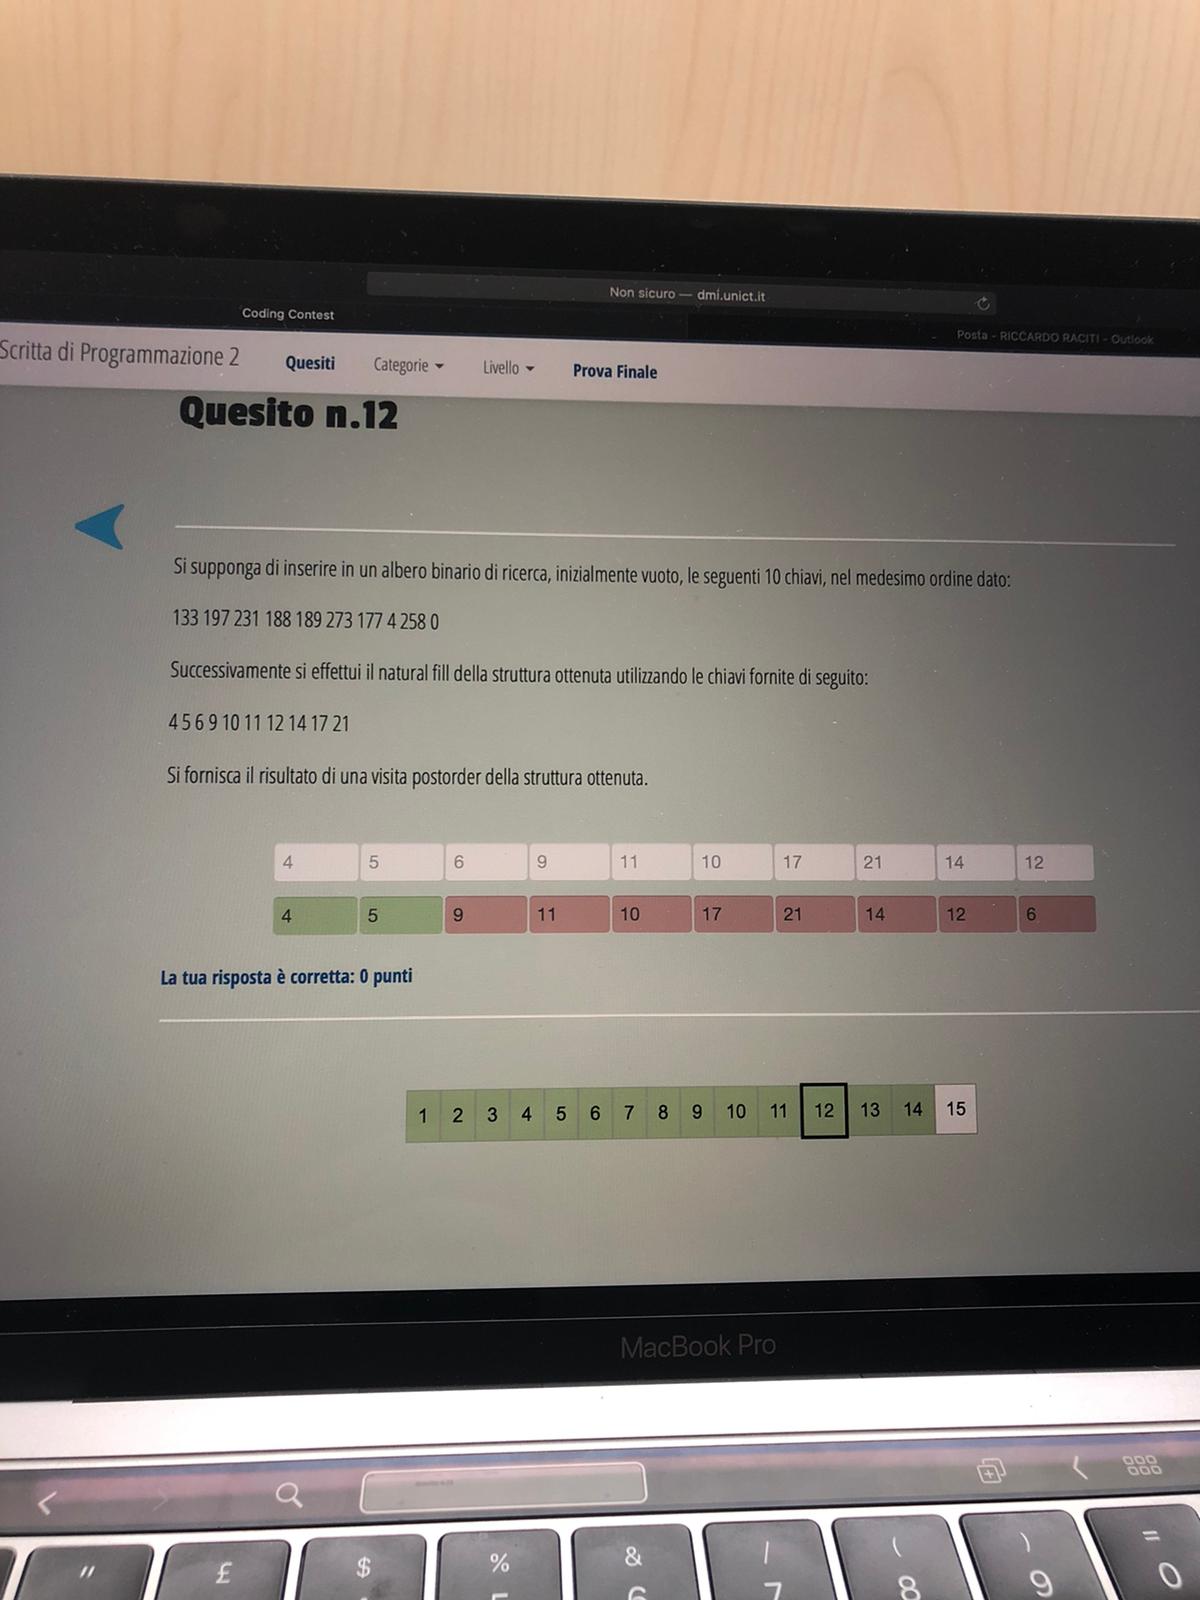 Non sicuro — dmi.unict.it
Coding Contest
Posta - RICCARDO RACITI - Outlook
Scritta di Programmazione 2
Quesiti
Categorie
Livello
Prova Finale
Quesito n.12
Si supponga di inserire in un albero binario di ricerca, inizialmente vuoto, le seguenti 10 chiavi, nel medesimo ordine dato:
133 197 231 188 189 273 177 4 258 0
Successivamente si effettui il natural fill della struttura ottenuta utilizzando le chiavi fornite di seguito:
4 5 6 9 10 11 12 14 17 21
Si fornisca il risultato di una visita postorder della struttura ottenuta.
4 5 6 9 11 10 17 21 14 12
4 5 9 11 10 17 21 14 12 6
La tua risposta è corretta: 0 punti
1 2 3 4 5 6 7 8 9 10 11 12 13 14 15
MacBook Pro
" £ $ % & / ( ) =
7 8 9 0